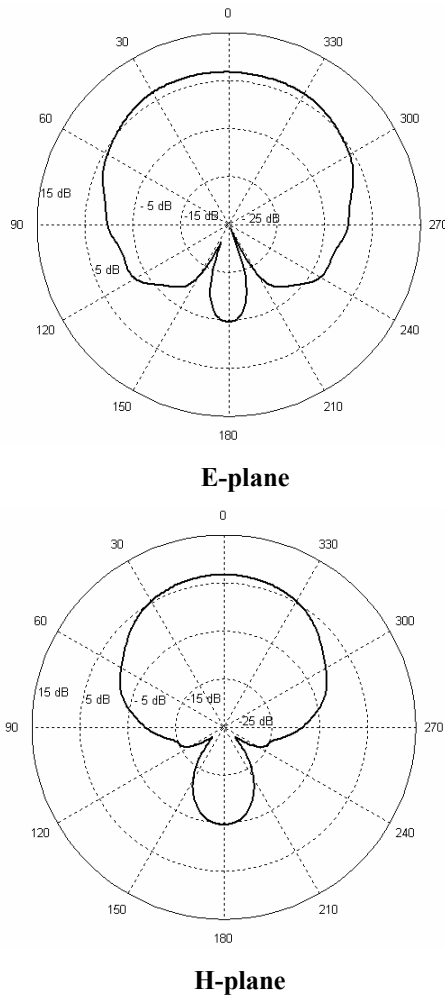 0
30 330
60 300
15 dB - 5 dB -15 dB -25 dB
90 270
5 dB
120 240
150 210
180
E-plane
0
30 330
60 300
15 dB 5 dB - 5 dB -15 dB
-25 dB
90 270
120 240
150 210
180
H-plane